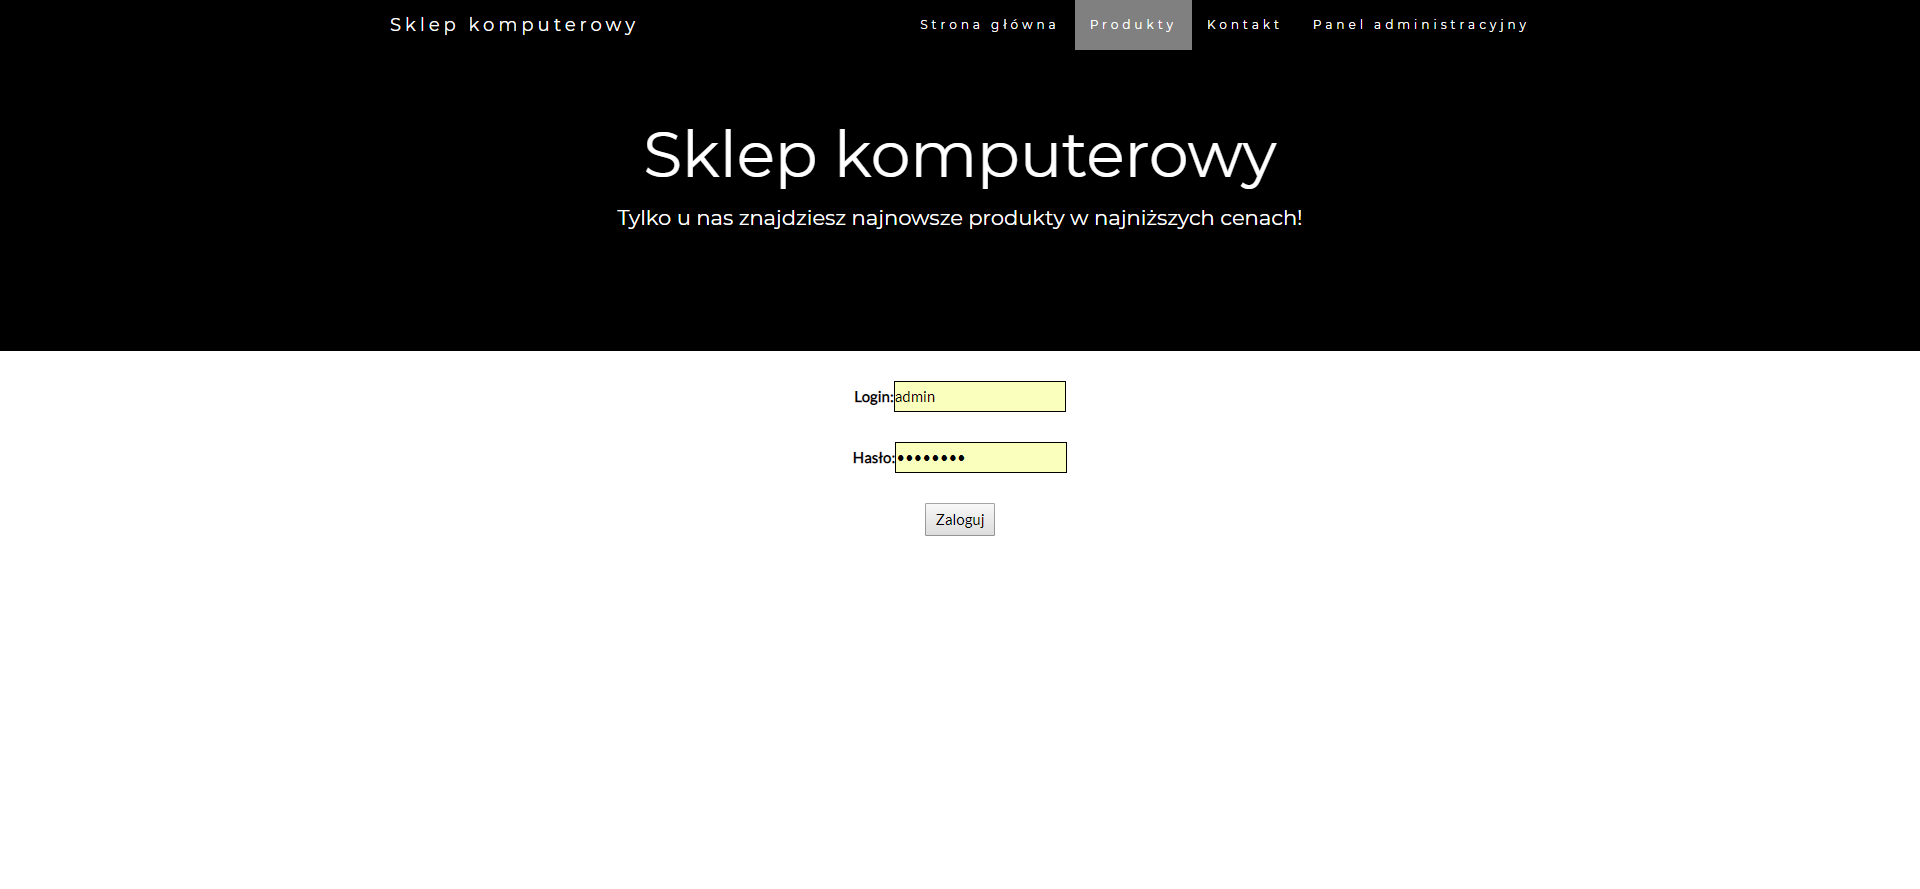 Sklep komputerowy
Strona główna Produkty Kontakt Panel administracyjny
Sklep komputerowy
Tylko u nas znajdziesz najnowsze produkty w najniższych cenach!
Login: admin
Hasło: ••••••••
Zaloguj